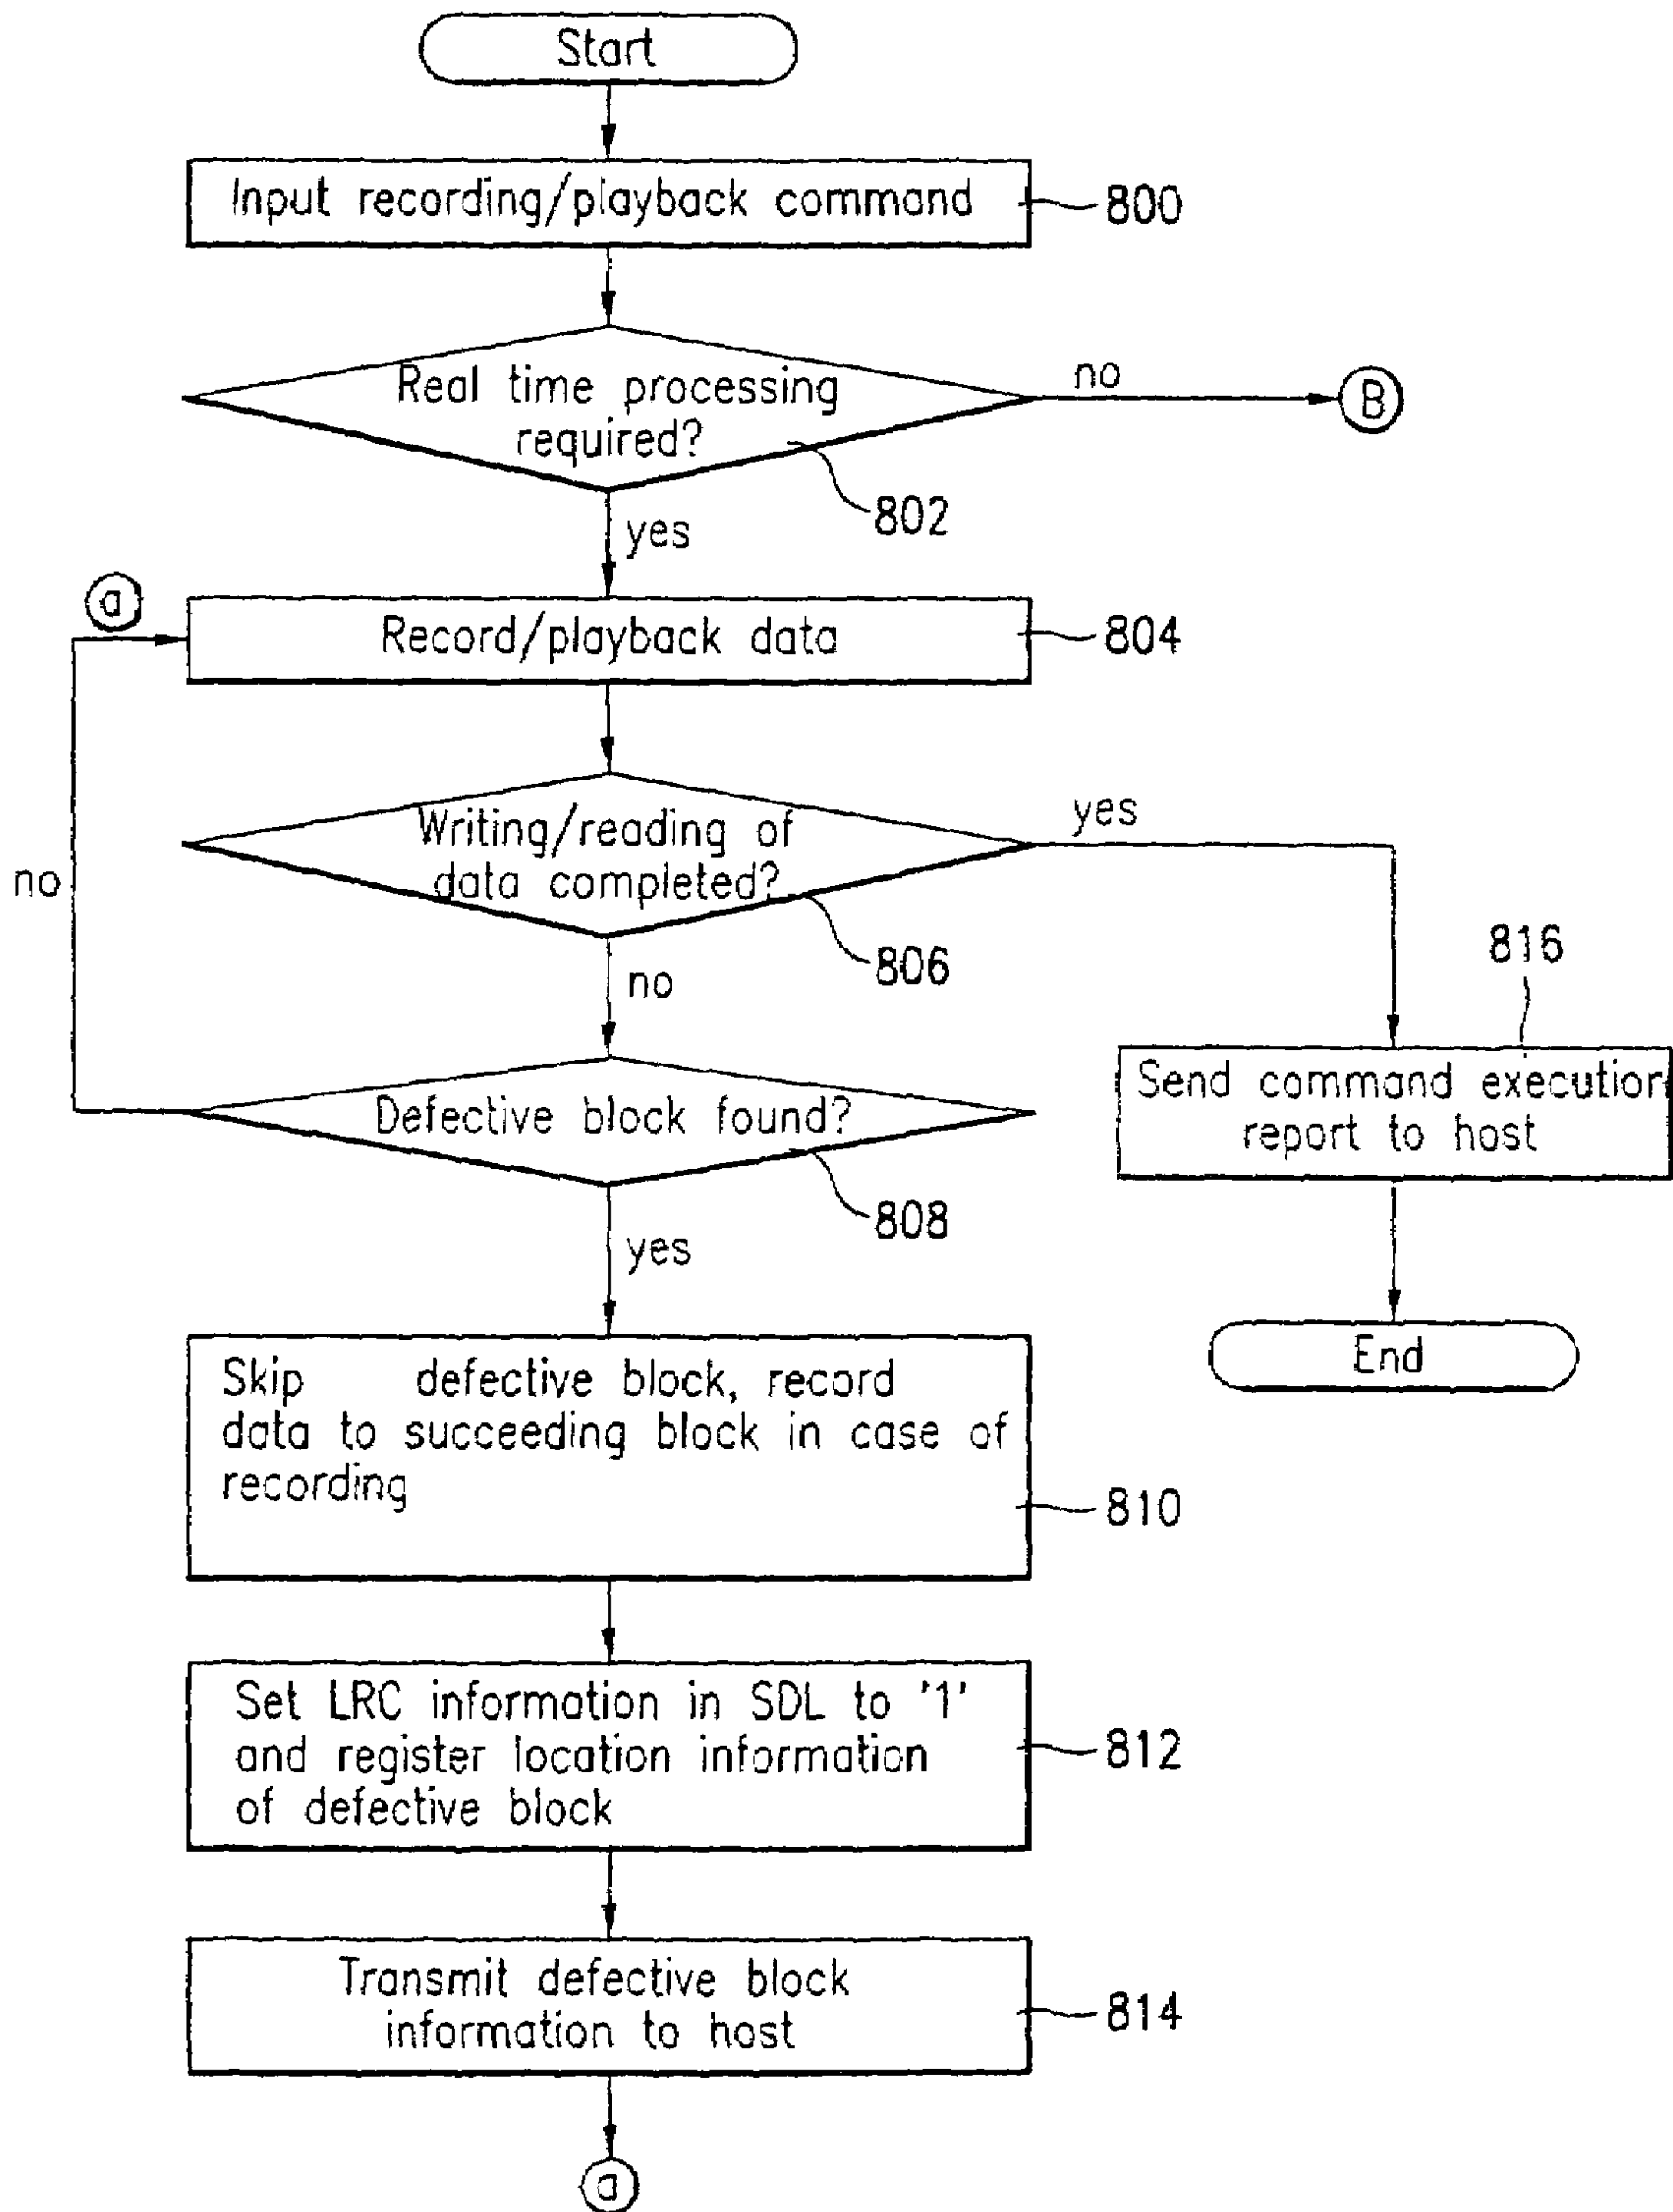 Start
Input recording/playback command
800
Real time processing
required?
no
B
802
yes
a
Record/playback data
804
Writing/reading of
data completed?
yes
no
806
no
816
Send command execution
report to host
Defective block found?
808
yes
End
Skip defective block, record
data to succeeding block in case of
recording
810
Set LRC information in SDL to '1'
and register location information
of defective block
812
Transmit defective block
information to host
814
a